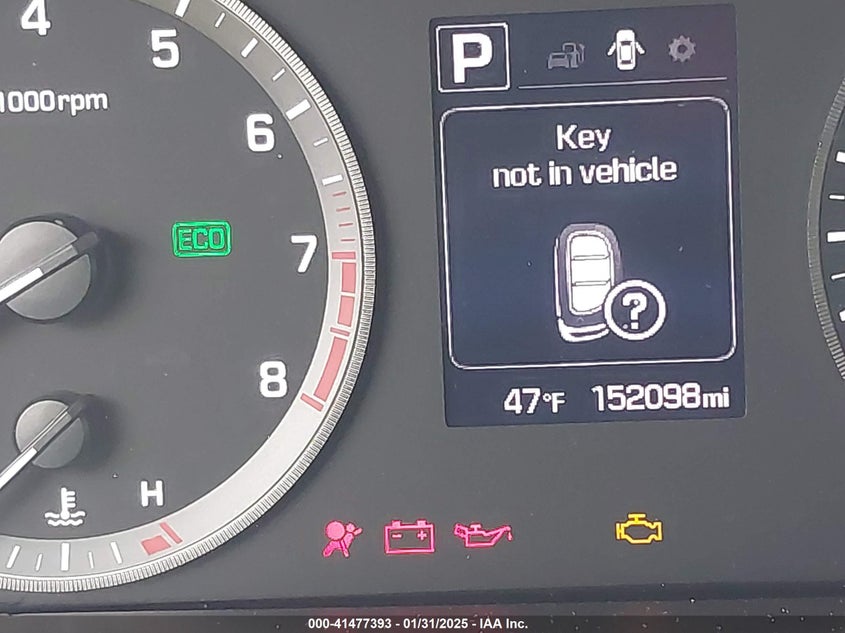 4
5
1000rpm
6
7
8
ECO
H
P
Key
not in vehicle
?
47°F 152098mi
000-41477393 - 01/31/2025 - IAA Inc.